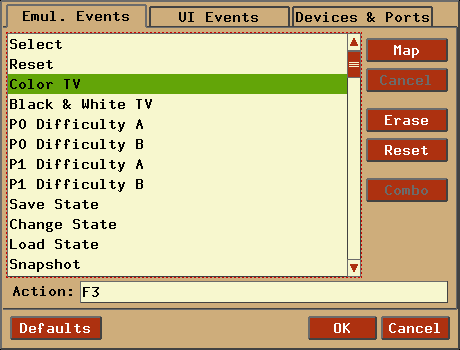 Emul. Events UI Events Devices & Ports
Select
Reset
Color TV
Black & White TV
P0 Difficulty A
P0 Difficulty B
P1 Difficulty A
P1 Difficulty B
Save State
Change State
Load State
Snapshot
Map
Cancel
Erase
Reset
Combo
Action: F3
Defaults OK Cancel